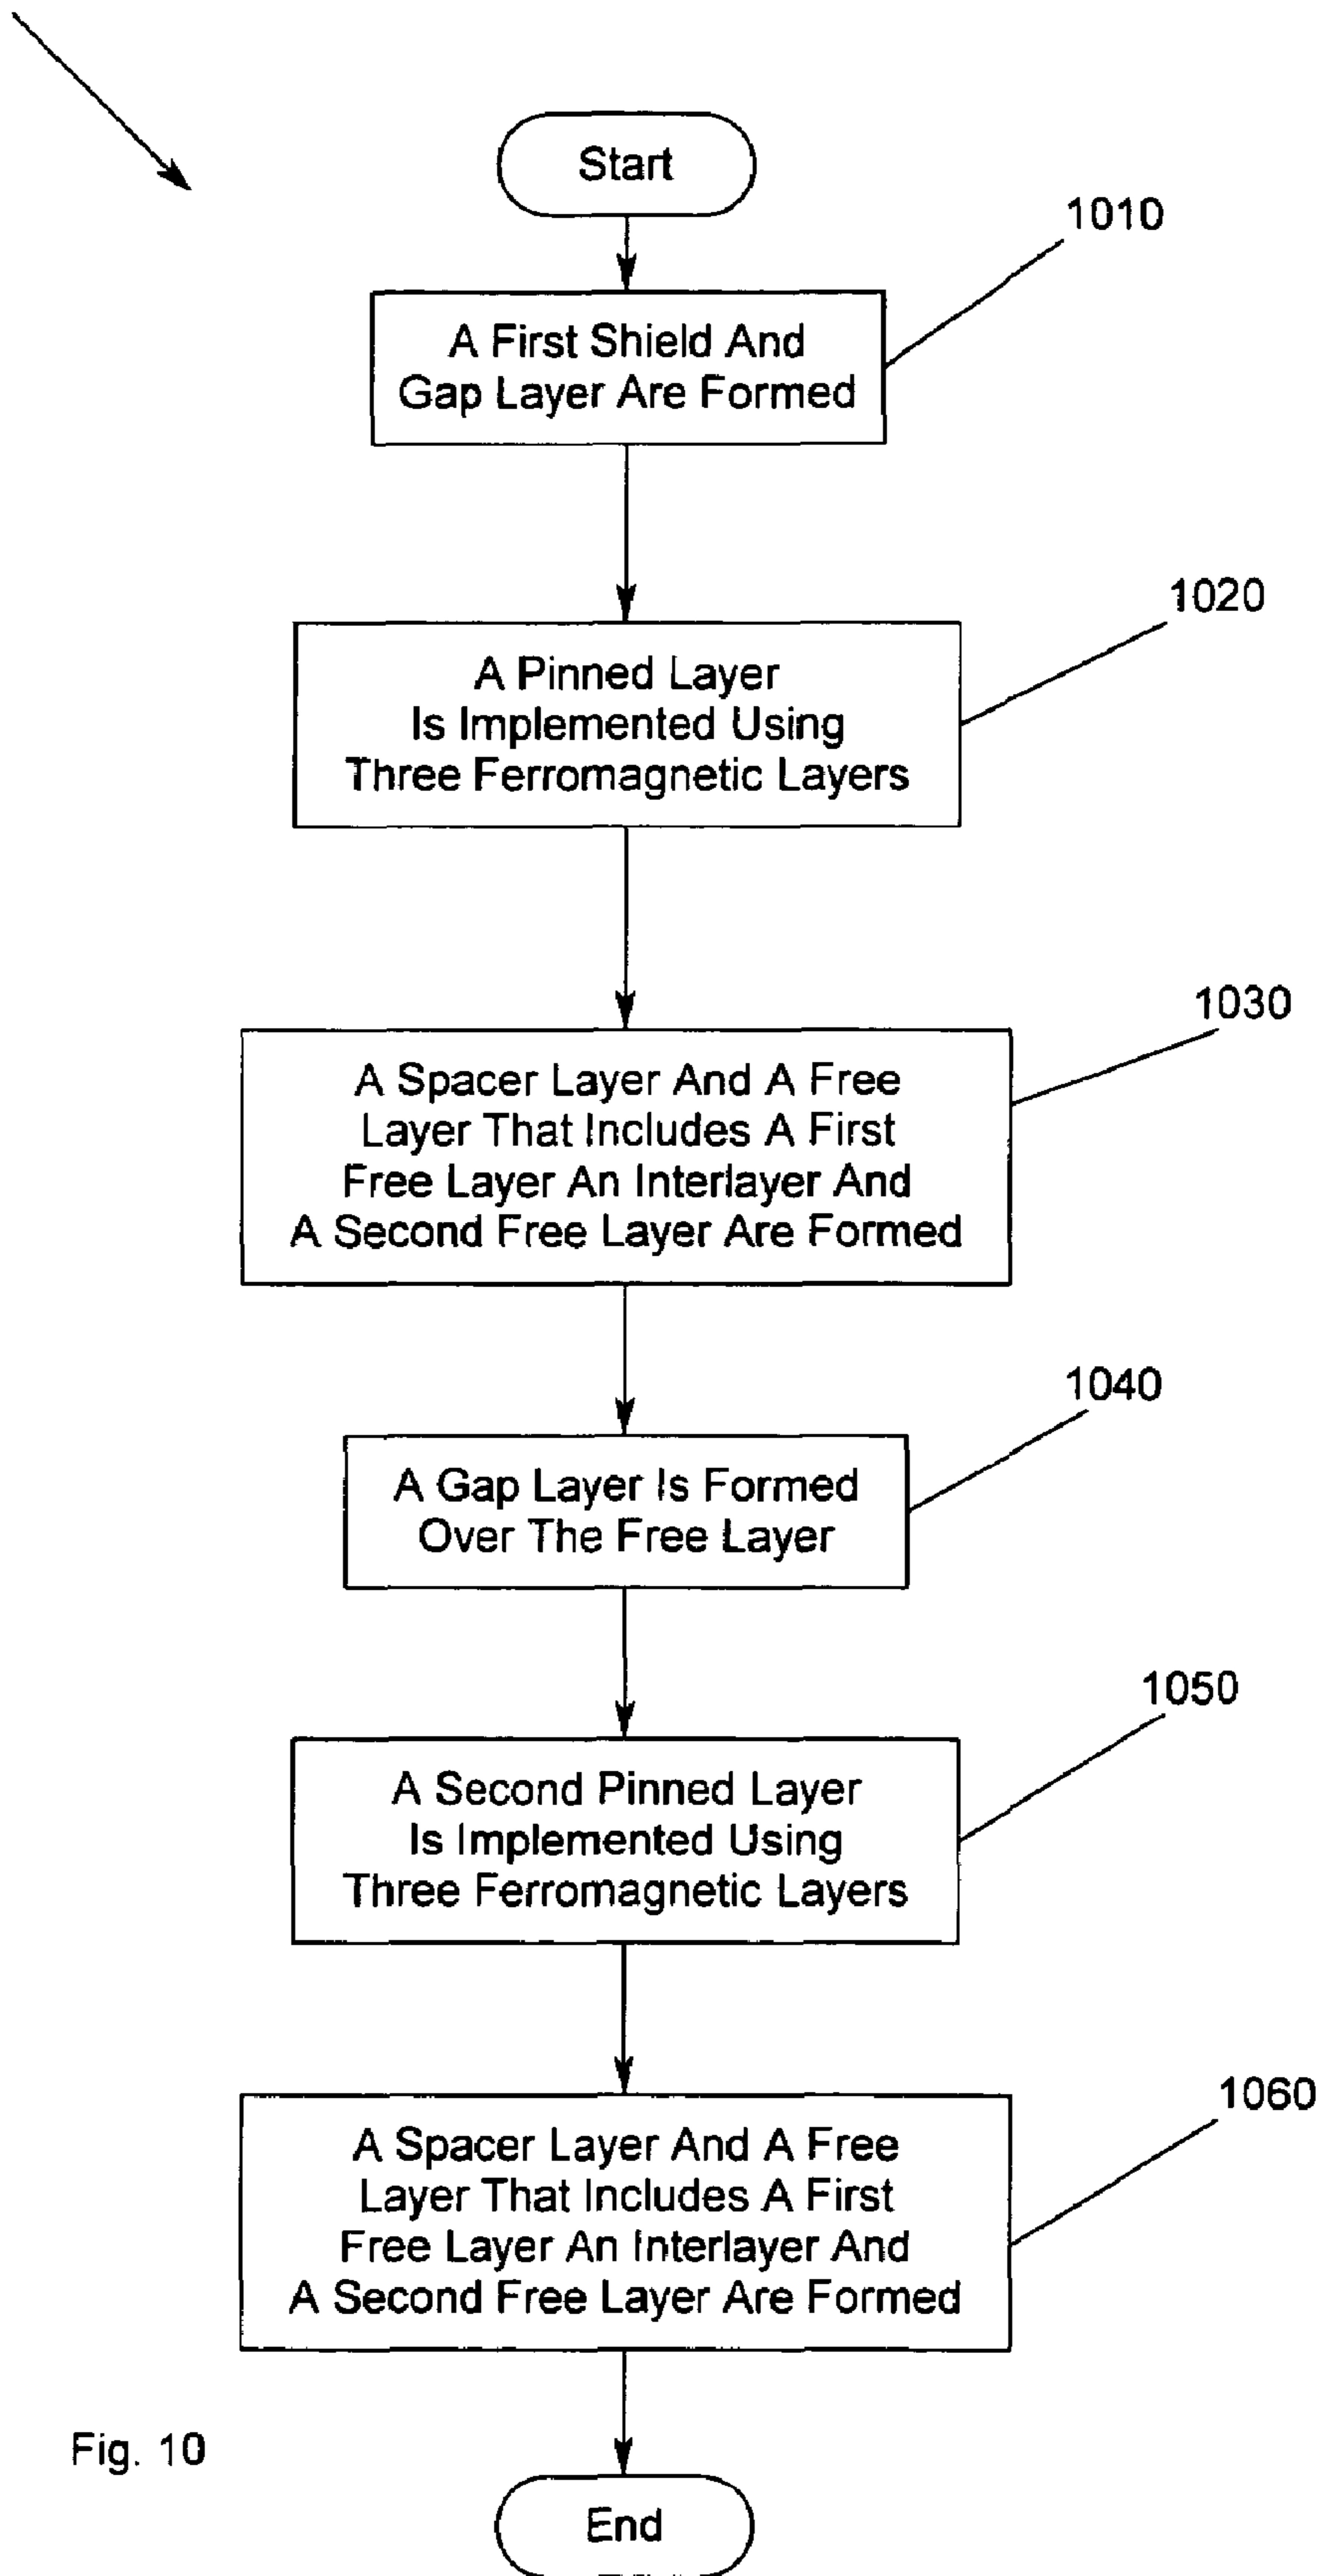 Start
1010
A First Shield And
Gap Layer Are Formed
1020
A Pinned Layer
Is Implemented Using
Three Ferromagnetic Layers
1030
A Spacer Layer And A Free
Layer That Includes A First
Free Layer An Interlayer And
A Second Free Layer Are Formed
1040
A Gap Layer Is Formed
Over The Free Layer
1050
A Second Pinned Layer
Is Implemented Using
Three Ferromagnetic Layers
1060
A Spacer Layer And A Free
Layer That Includes A First
Free Layer An Interlayer And
A Second Free Layer Are Formed
Fig. 10
End